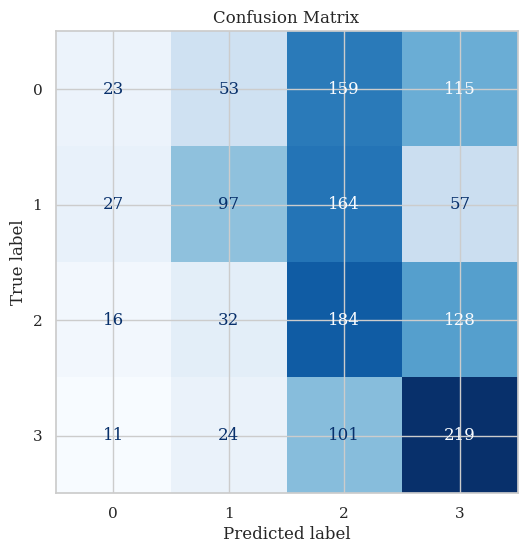 Confusion Matrix
0 23 53 159 115
1 27 97 164 57
True label
2 16 32 184 128
3 11 24 101 219
0 1 2 3
Predicted label